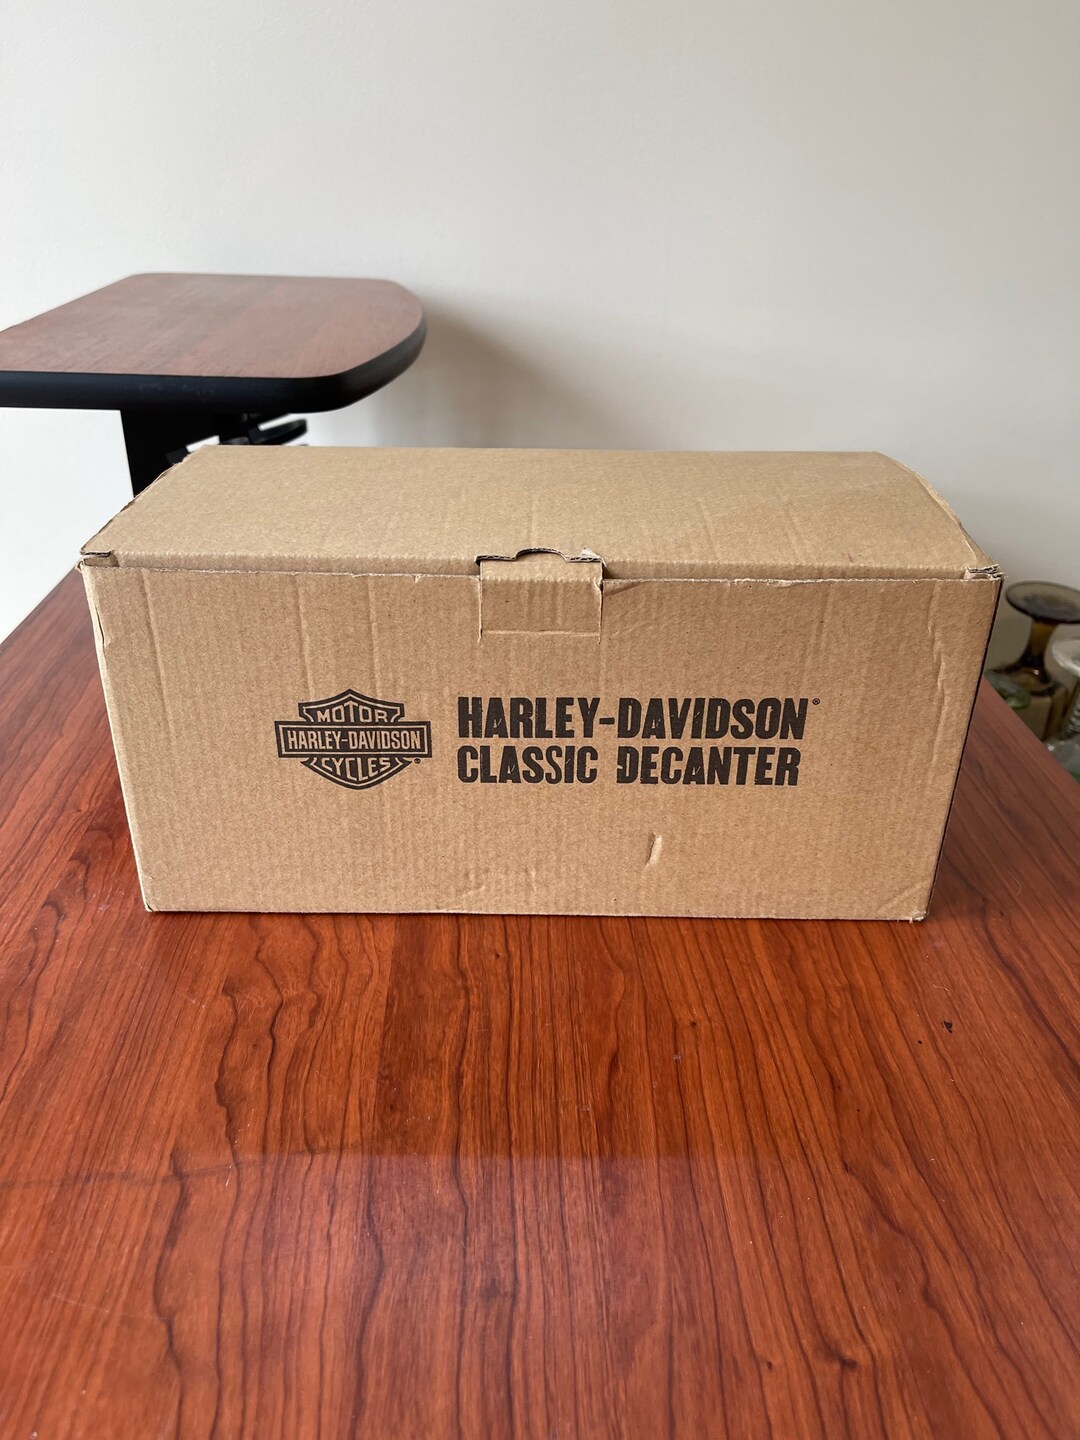 MOTOR
HARLEY-DAVIDSON
CYCLES®
HARLEY-DAVIDSON®
CLASSIC DECANTER